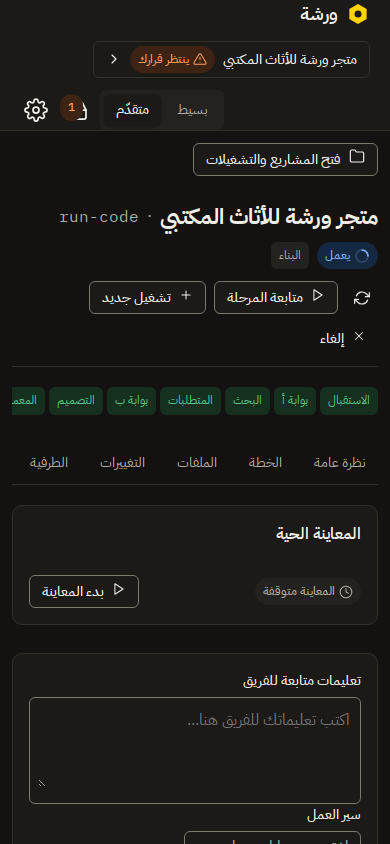 ورشة
متجر ورشة للأثاث المكتبي ينتظر قرارك
بسيط متقدّم 1
فتح المشاريع والتشغيلات
متجر ورشة للأثاث المكتبي · run-code
يعمل البناء
متابعة المرحلة تشغيل جديد
إلغاء
الاستقبال بوابة أ البحث المتطلبات بوابة ب التصميم
نظرة عامة الخطة الملفات التغييرات الطرفية
المعاينة الحية
المعاينة متوقفة بدء المعاينة
تعليمات متابعة للفريق
اكتب تعليماتك للفريق هنا...
سير العمل